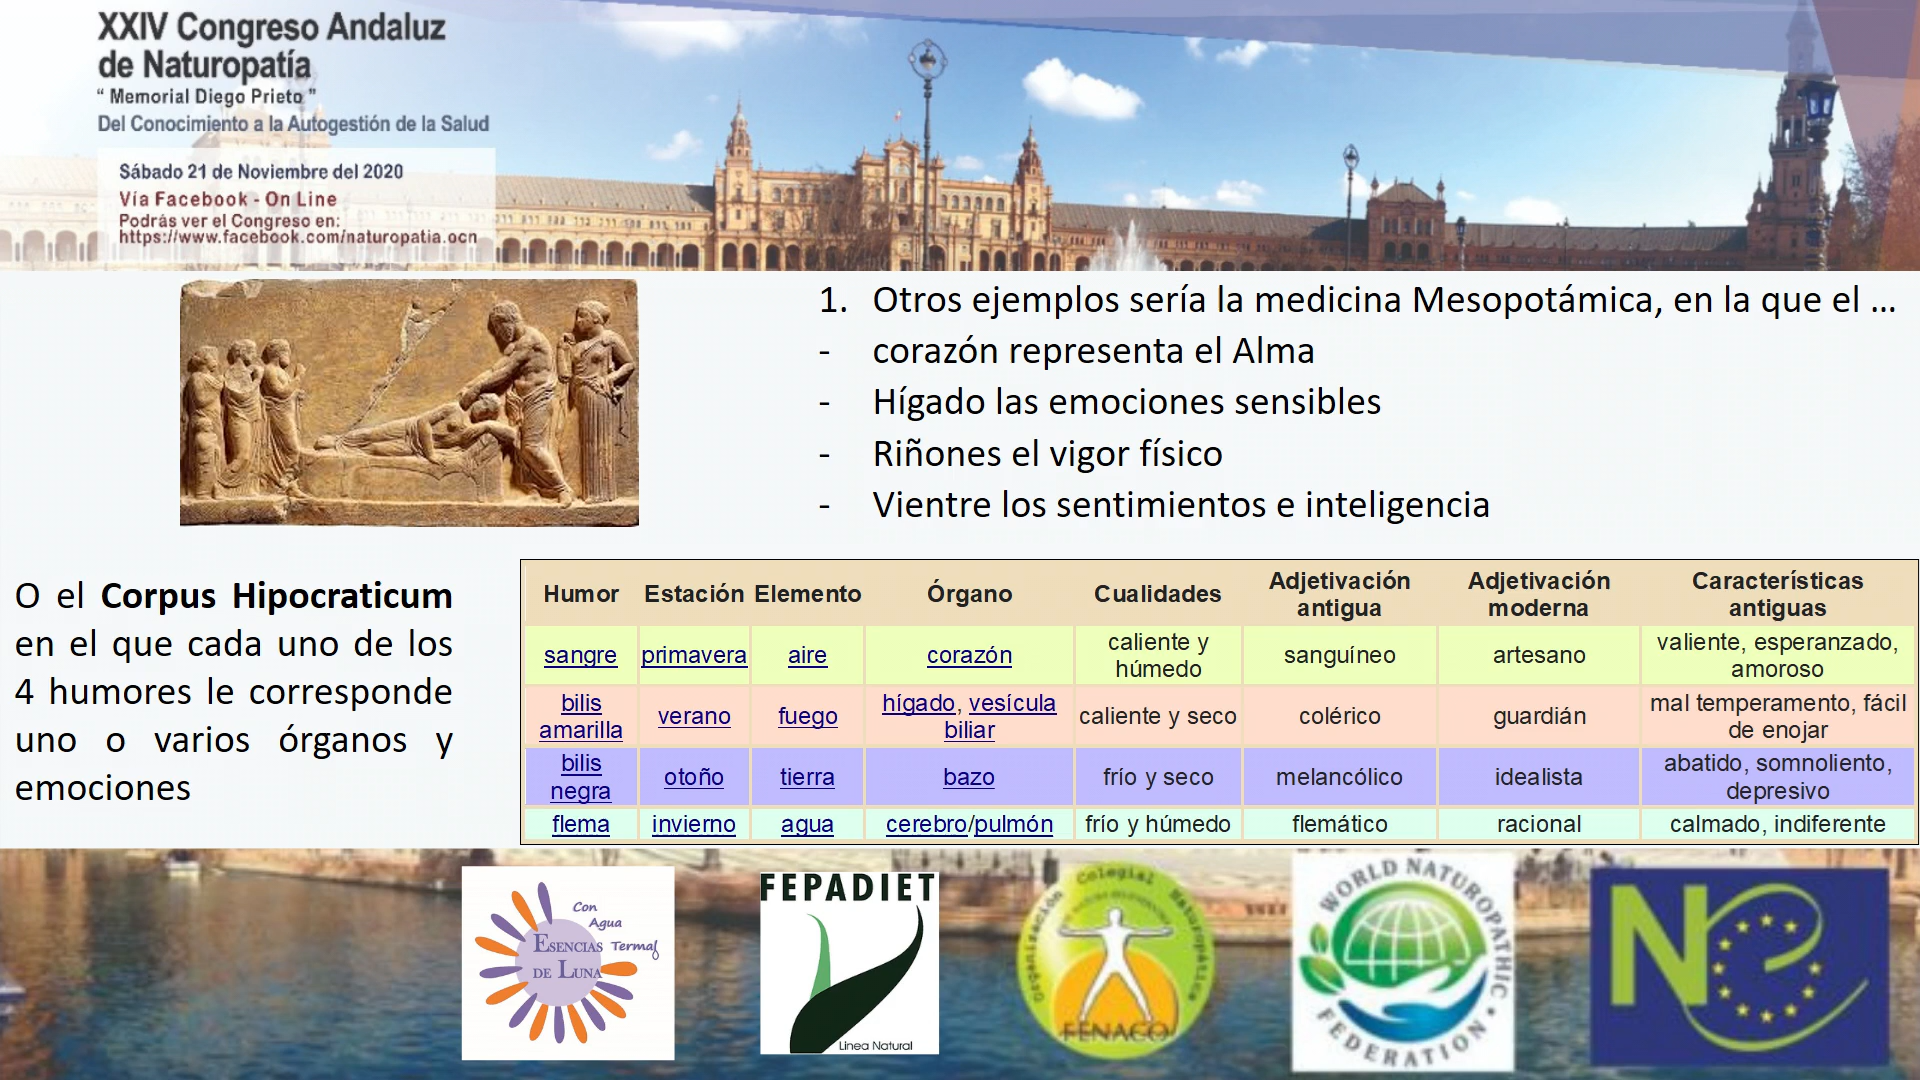 XXIV Congreso Andaluz
de Naturopatía
“ Memorial Diego Prieto ”
Del Conocimiento a la Autogestión de la Salud
Sábado 21 de Noviembre del 2020
Vía Facebook - On Line
Podrás ver el Congreso en:
https://www.facebook.com/naturopatia.ocn
1. Otros ejemplos sería la medicina Mesopotámica, en la que el ...
- corazón representa el Alma
- Hígado las emociones sensibles
- Riñones el vigor físico
- Vientre los sentimientos e inteligencia
O el Corpus Hipocraticum
en el que cada uno de los
4 humores le corresponde
uno o varios órganos y
emociones
Humor Estación Elemento Órgano Cualidades Adjetivación antigua Adjetivación moderna Características antiguas
sangre primavera aire corazón caliente y húmedo sanguíneo artesano valiente, esperanzado, amoroso
bilis amarilla verano fuego hígado, vesícula biliar caliente y seco colérico guardián mal temperamento, fácil de enojar
bilis negra otoño tierra bazo frío y seco melancólico idealista abatido, somnoliento, depresivo
flema invierno agua cerebro/pulmón frío y húmedo flemático racional calmado, indiferente
Con
Agua
Termal
ESENCIAS
DE LUNA
FEPADIET
Linea Natural
Organización Colegial Naturopática
FENACO
WORLD NATUROPATHIC
FEDERATION
Ne